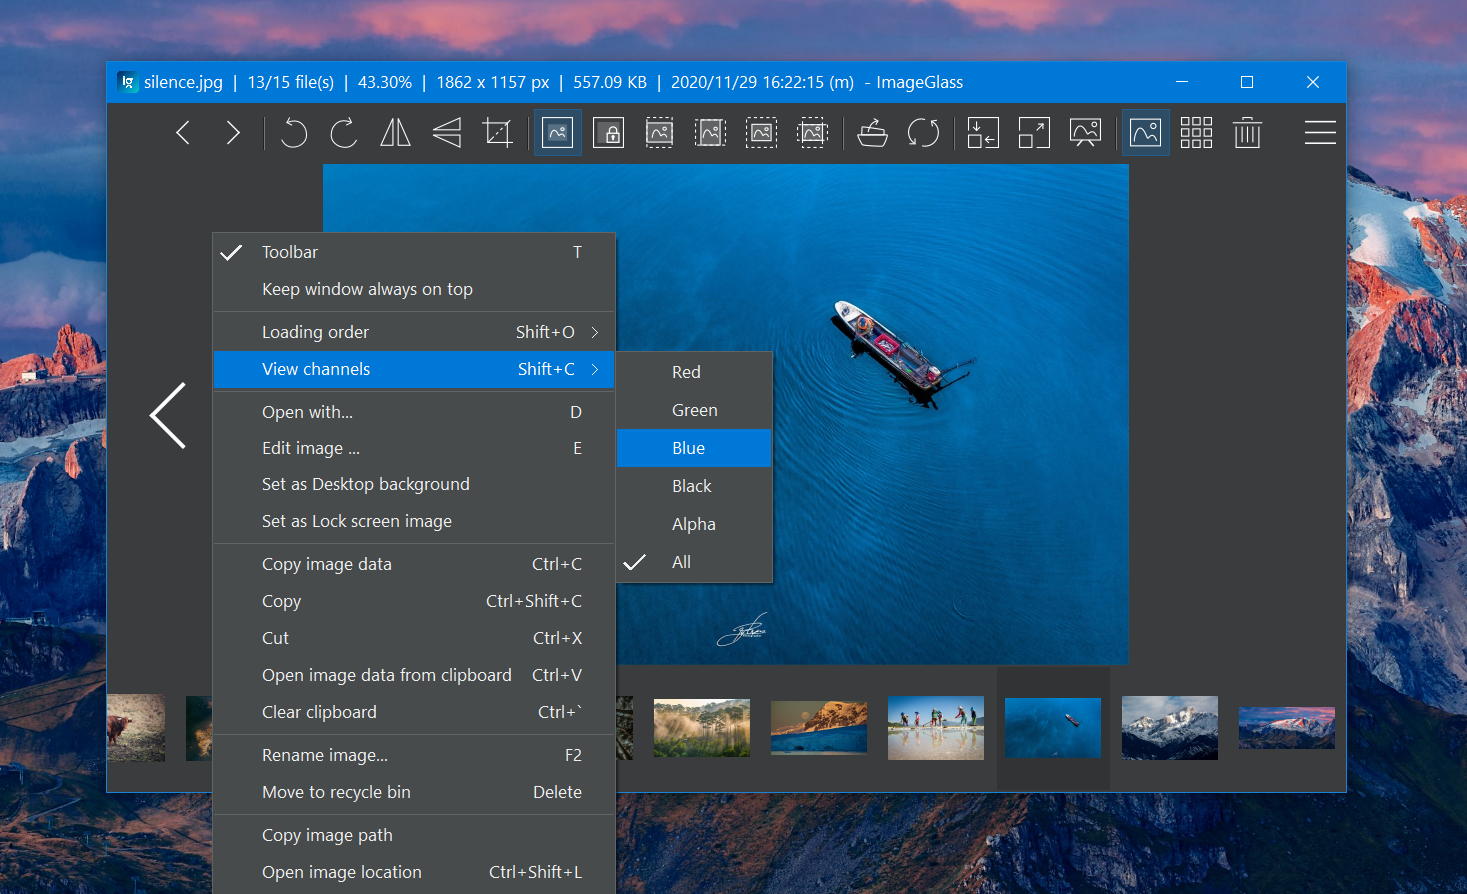 lg silence.jpg | 13/15 file(s) | 43.30% | 1862 x 1157 px | 557.09 KB | 2020/11/29 16:22:15 (m) - ImageGlass
Toolbar T
Keep window always on top
Loading order Shift+O
View channels Shift+C
Open with... D
Edit image ... E
Set as Desktop background
Set as Lock screen image
Copy image data Ctrl+C
Copy Ctrl+Shift+C
Cut Ctrl+X
Open image data from clipboard Ctrl+V
Clear clipboard Ctrl+`
Rename image... F2
Move to recycle bin Delete
Copy image path
Open image location Ctrl+Shift+L
Red
Green
Blue
Black
Alpha
All